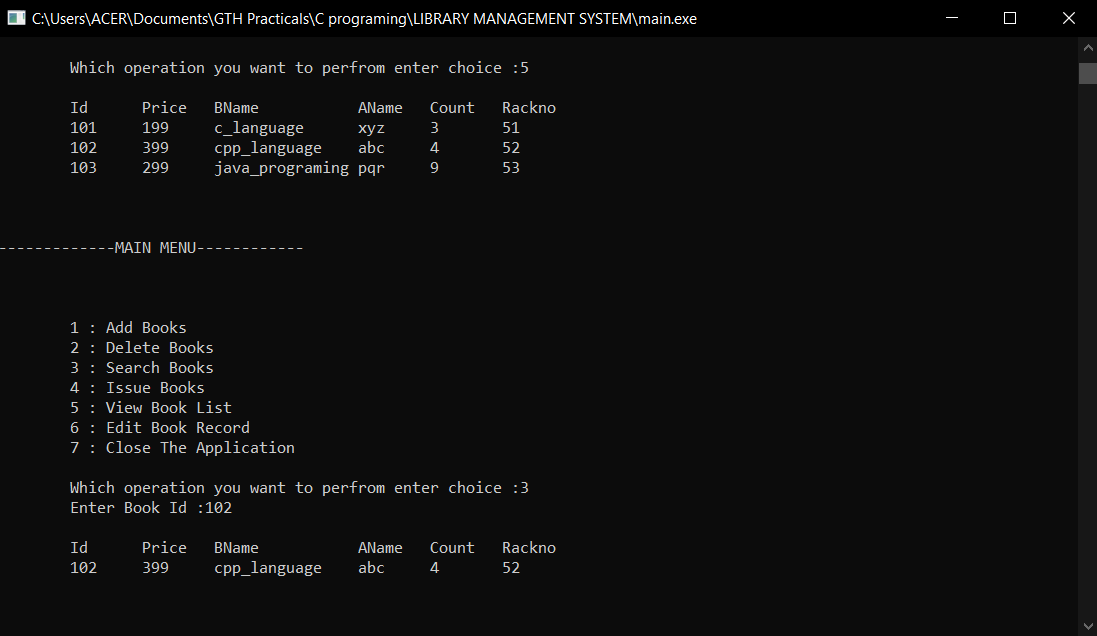 C:\Users\ACER\Documents\GTH Practicals\C programing\LIBRARY MANAGEMENT SYSTEM\main.exe
Which operation you want to perfrom enter choice :5
Id Price BName AName Count Rackno
101 199 c_language xyz 3 51
102 399 cpp_language abc 4 52
103 299 java_programing pqr 9 53
-------------MAIN MENU------------
1 : Add Books
2 : Delete Books
3 : Search Books
4 : Issue Books
5 : View Book List
6 : Edit Book Record
7 : Close The Application
Which operation you want to perfrom enter choice :3
Enter Book Id :102
Id Price BName AName Count Rackno
102 399 cpp_language abc 4 52